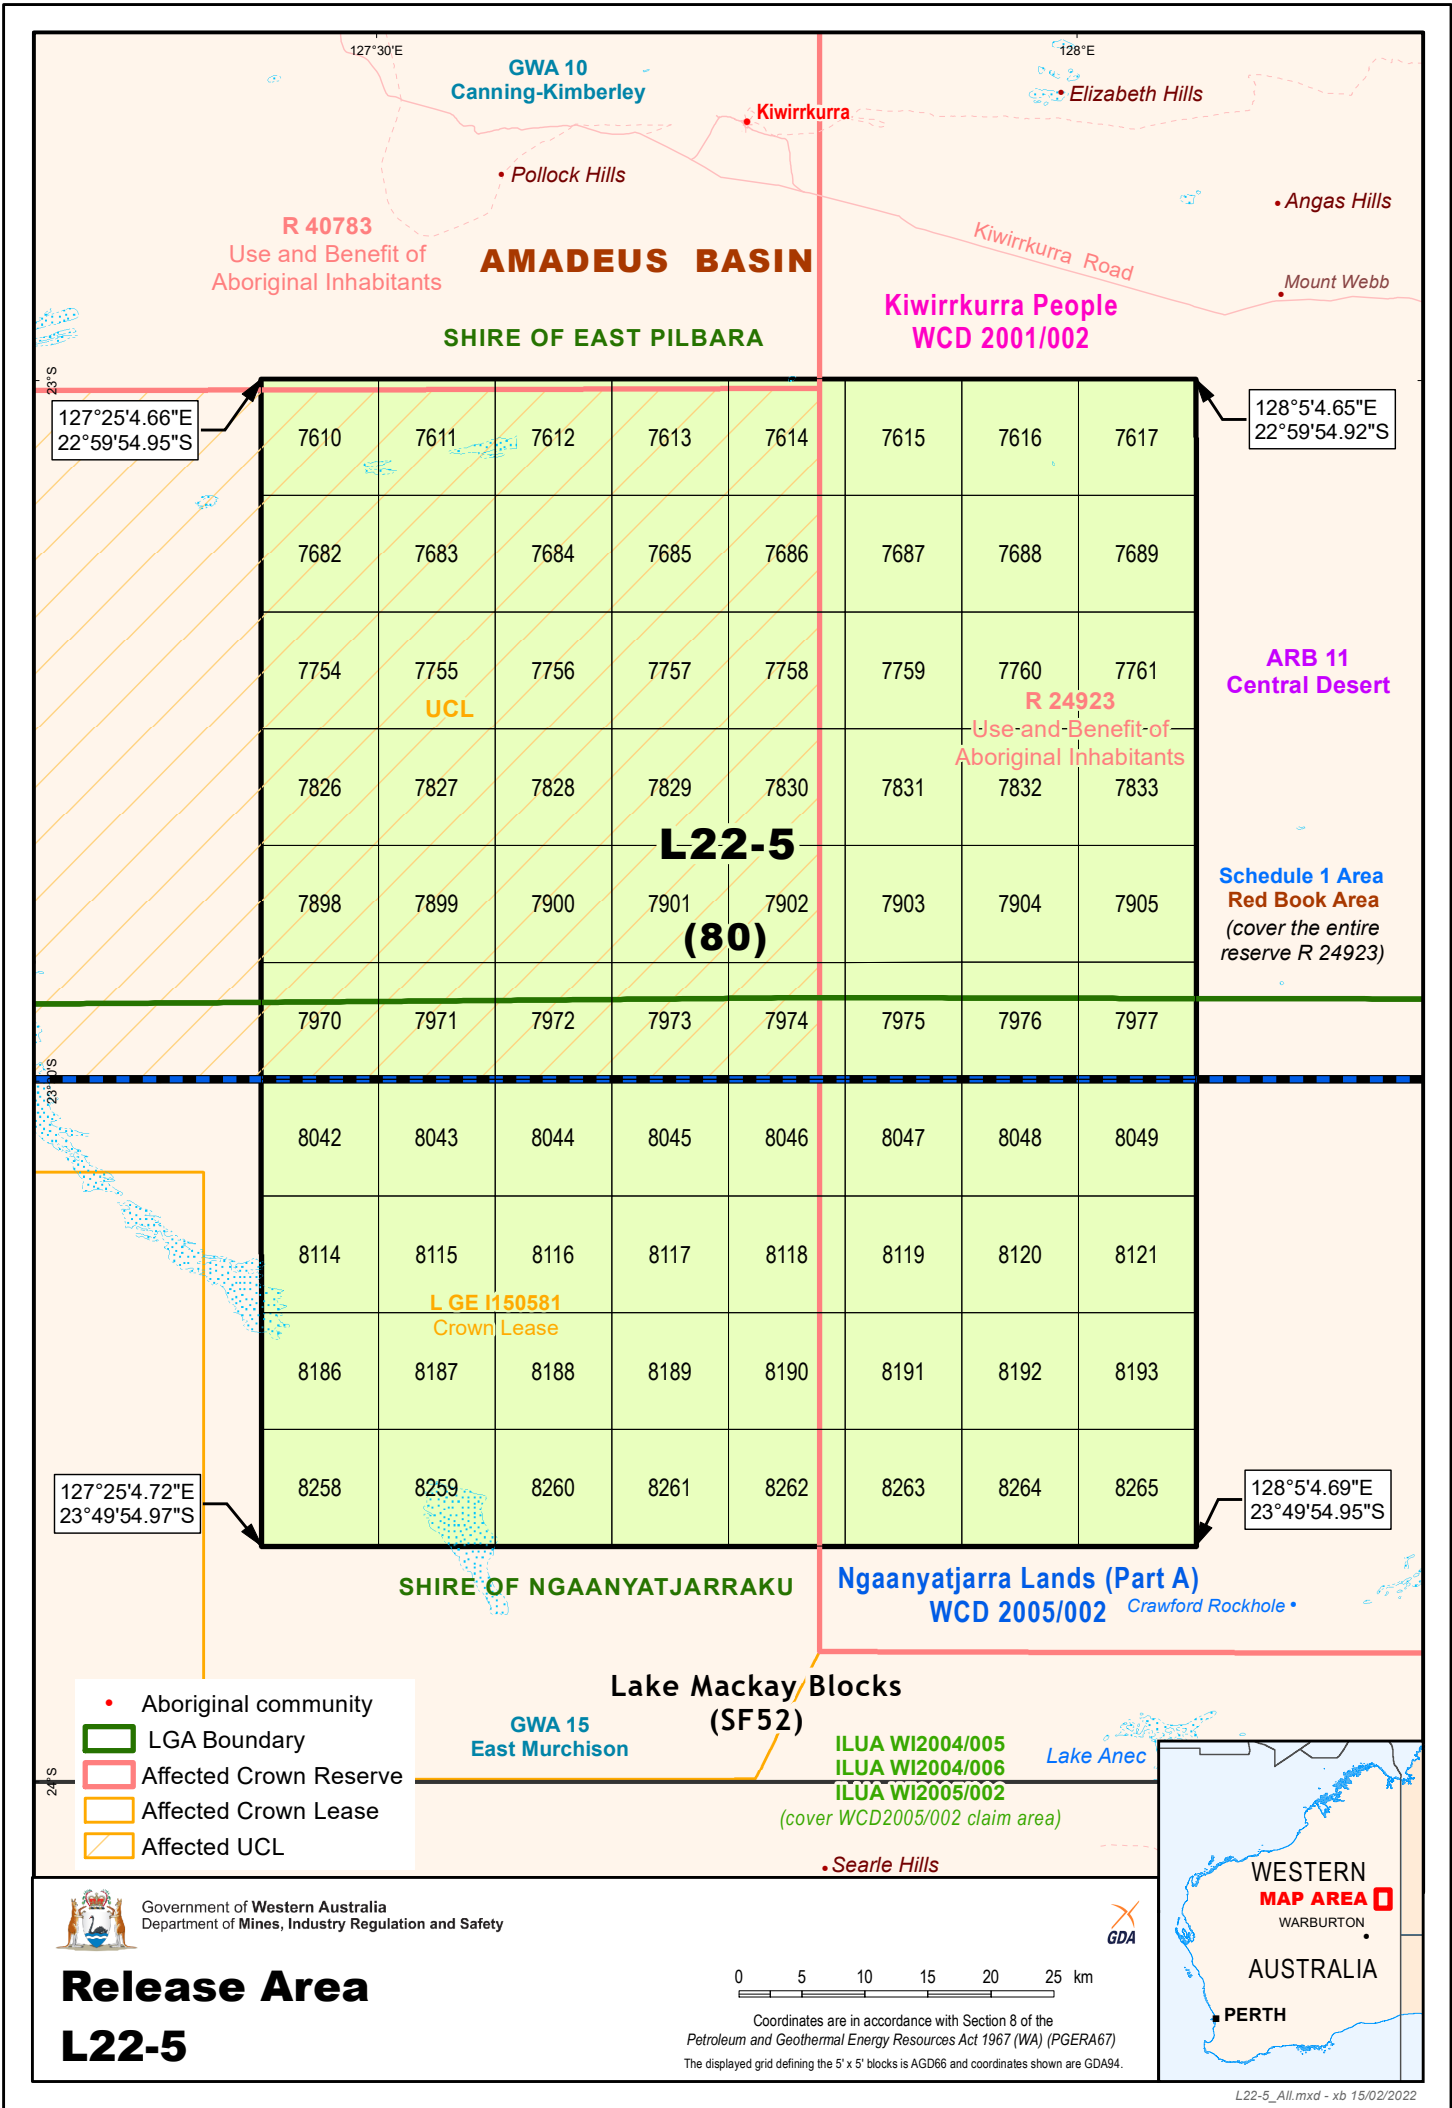 127°30'E
128°E
GWA 10
Canning-Kimberley
Kiwirrkurra
Elizabeth Hills
Pollock Hills
Angas Hills
R 40783
Use and Benefit of
Aboriginal Inhabitants
AMADEUS BASIN
Kiwirrkurra Road
Mount Webb
Kiwirrkurra People
WCD 2001/002
SHIRE OF EAST PILBARA
23°S
127°25'4.66"E
22°59'54.95"S
128°5'4.65"E
22°59'54.92"S
7610 7611 7612 7613 7614 7615 7616 7617
7682 7683 7684 7685 7686 7687 7688 7689
7754 7755 7756 7757 7758 7759 7760 7761
UCL
R 24923
Use and Benefit of
Aboriginal Inhabitants
ARB 11
Central Desert
7826 7827 7828 7829 7830 7831 7832 7833
L22-5
(80)
7898 7899 7900 7901 7902 7903 7904 7905
Schedule 1 Area
Red Book Area
(cover the entire
reserve R 24923)
7970 7971 7972 7973 7974 7975 7976 7977
8042 8043 8044 8045 8046 8047 8048 8049
8114 8115 8116 8117 8118 8119 8120 8121
L GE I150581
Crown Lease
8186 8187 8188 8189 8190 8191 8192 8193
8258 8259 8260 8261 8262 8263 8264 8265
127°25'4.72"E
23°49'54.97"S
128°5'4.69"E
23°49'54.95"S
SHIRE OF NGAANYATJARRAKU
Ngaanyatjarra Lands (Part A)
WCD 2005/002
Crawford Rockhole
Lake Mackay Blocks
(SF52)
GWA 15
East Murchison
ILUA WI2004/005
ILUA WI2004/006
ILUA WI2005/002
(cover WCD2005/002 claim area)
Lake Anec
24°S
Searle Hills
Aboriginal community
LGA Boundary
Affected Crown Reserve
Affected Crown Lease
Affected UCL
Government of Western Australia
Department of Mines, Industry Regulation and Safety
Release Area
L22-5
GDA
0 5 10 15 20 25 km
Coordinates are in accordance with Section 8 of the
Petroleum and Geothermal Energy Resources Act 1967 (WA) (PGERA67)
The displayed grid defining the 5' x 5' blocks is AGD66 and coordinates shown are GDA94.
WESTERN
MAP AREA
WARBURTON
AUSTRALIA
PERTH
L22-5_All.mxd - xb 15/02/2022